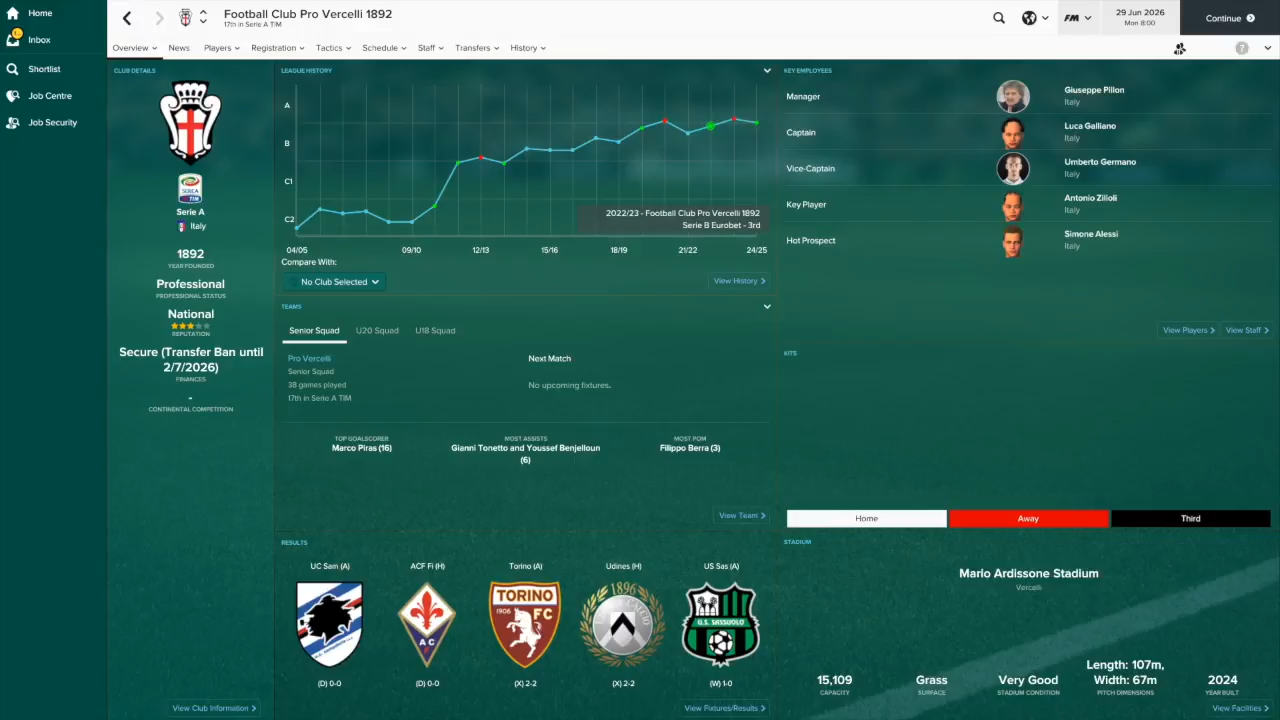 Home
Inbox
Shortlist
Job Centre
Job Security
Football Club Pro Vercelli 1892
17th in Serie A TIM
FM
29 Jun 2026
Mon 8:00
Continue
Overview
News
Players
Registration
Tactics
Schedule
Staff
Transfers
History
CLUB DETAILS
Serie A
Italy
1892
YEAR FOUNDED
Professional
PROFESSIONAL STATUS
National
REPUTATION
Secure (Transfer Ban until
2/7/2026)
FINANCES
-
CONTINENTAL COMPETITION
View Club Information
LEAGUE HISTORY
A
B
C1
C2
2022/23 - Football Club Pro Vercelli 1892
Serie B Eurobet - 3rd
04/05
09/10
12/13
15/16
18/19
21/22
24/25
Compare With:
No Club Selected
View History
TEAMS
Senior Squad
U20 Squad
U18 Squad
Pro Vercelli
Senior Squad
38 games played
17th in Serie A TIM
Next Match
No upcoming fixtures.
TOP GOALSCORER
Marco Piras (16)
MOST ASSISTS
Gianni Tonetto and Youssef Benjelloun
(6)
MOST POM
Filippo Berra (3)
View Team
RESULTS
UC Sam (A)
ACF Fi (H)
Torino (A)
Udines (H)
US Sas (A)
A C
TORINO
1906 FC
1896
CALCIO
U.S. SASSUOLO
(D) 0-0
(D) 0-0
(X) 2-2
(X) 2-2
(W) 1-0
View Fixtures/Results
KEY EMPLOYEES
Manager
Giuseppe Pillon
Italy
Captain
Luca Galliano
Italy
Vice-Captain
Umberto Germano
Italy
Key Player
Antonio Zilioli
Italy
Hot Prospect
Simone Alessi
Italy
View Players
View Staff
KITS
Home
Away
Third
STADIUM
Mario Ardissone Stadium
Vercelli
15,109
CAPACITY
Grass
SURFACE
Very Good
STADIUM CONDITION
Length: 107m,
Width: 67m
PITCH DIMENSIONS
2024
YEAR BUILT
View Facilities